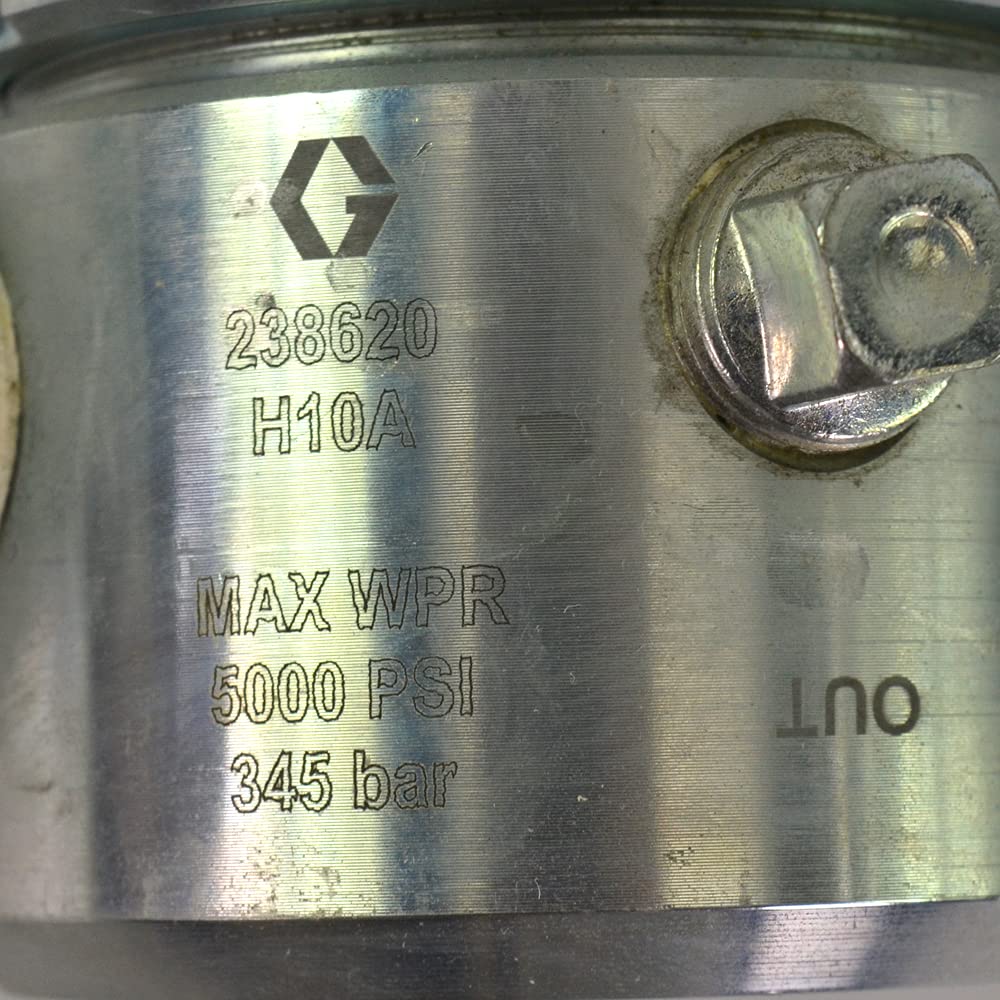 238620
H10A
MAX WPR
5000 PSI
345 bar
OUT